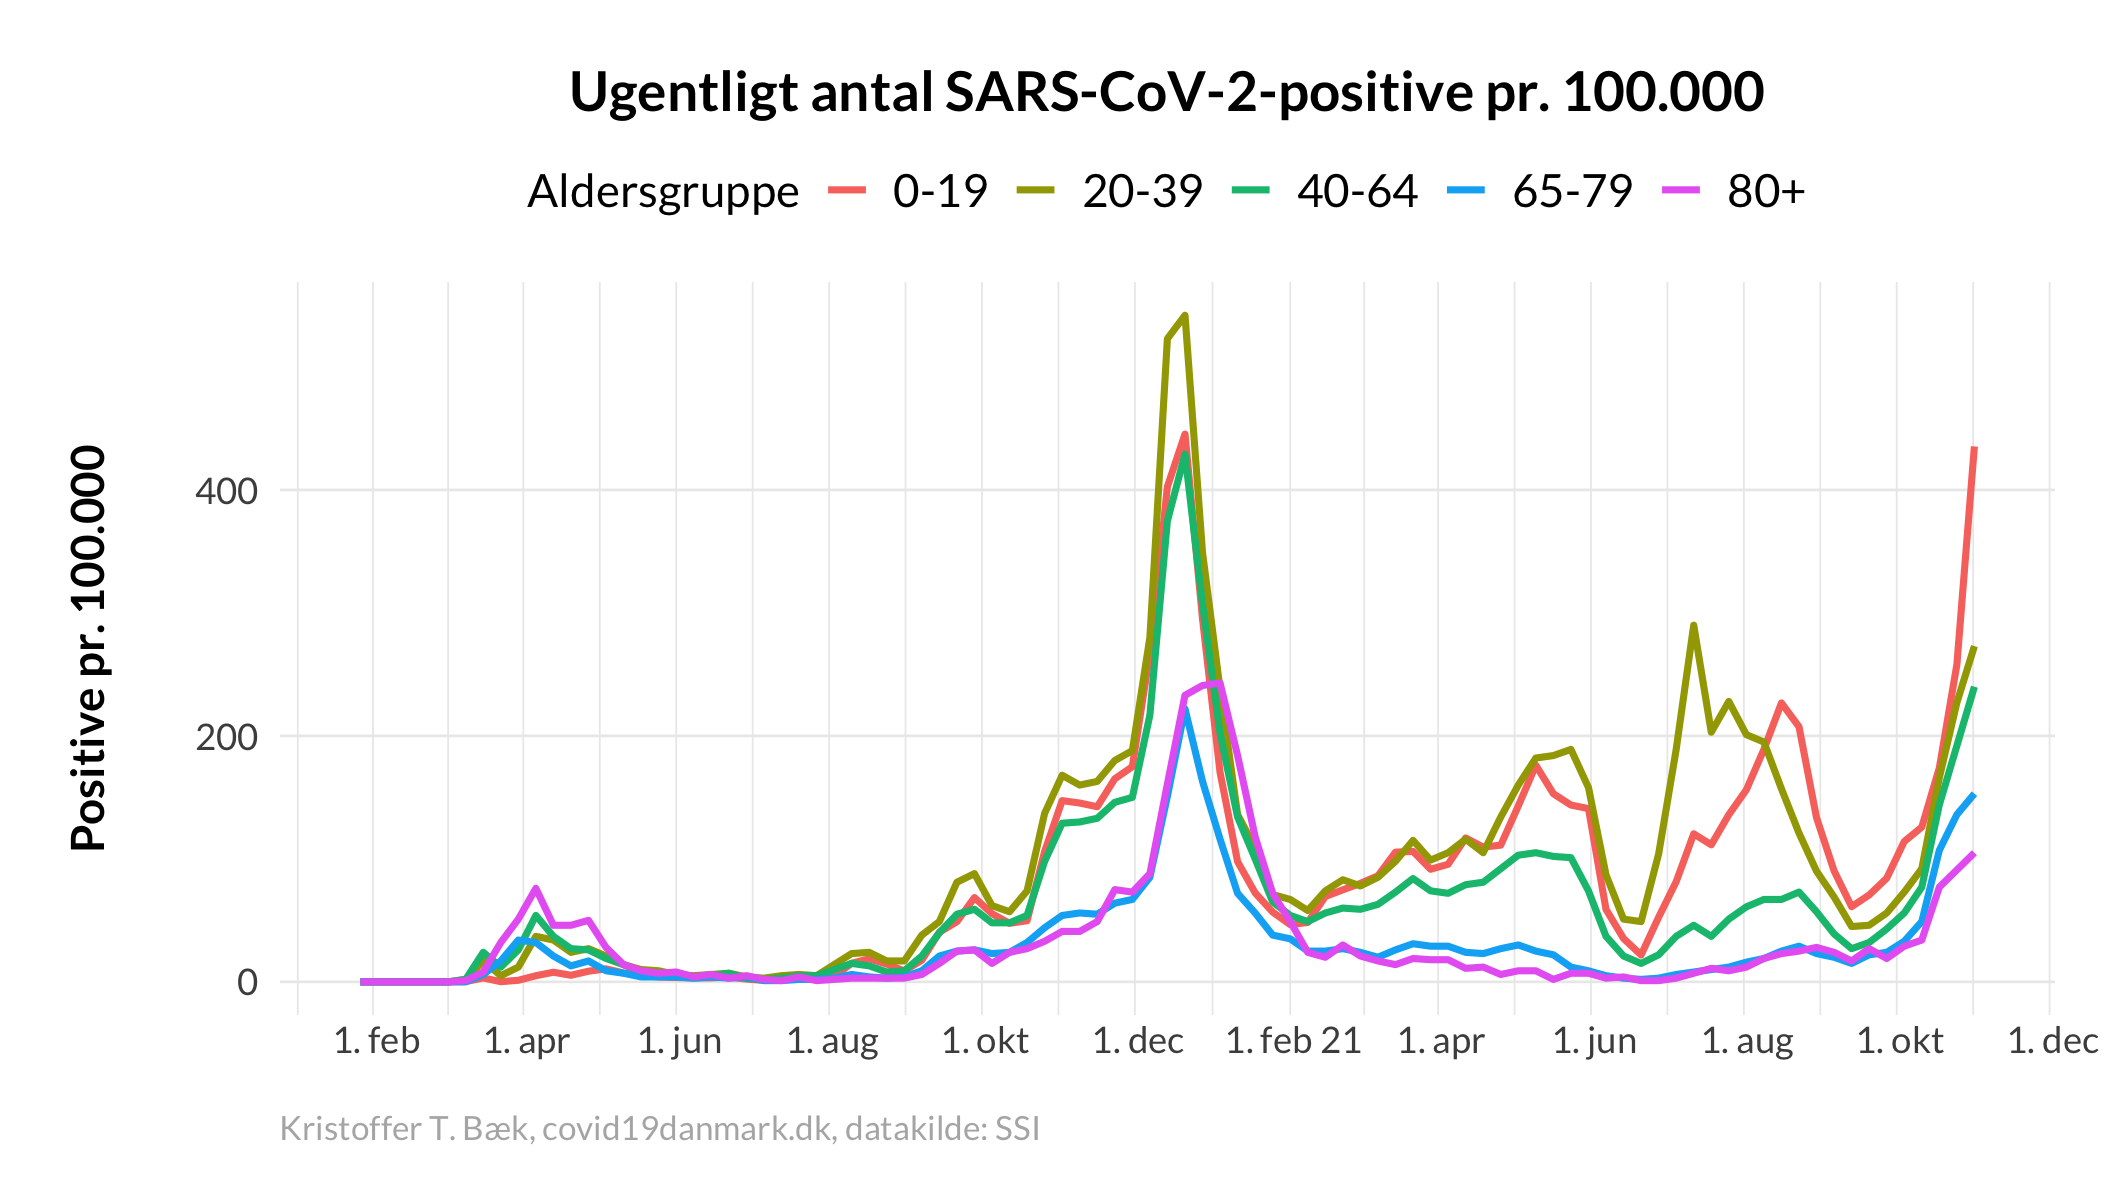 Ugentligt antal SARS-CoV-2-positive pr. 100.000
Aldersgruppe 0-19 20-39 40-64 65-79 80+
Positive pr. 100.000
400
200
0
1. feb 1. apr 1. jun 1. aug 1. okt 1. dec 1. feb 21 1. apr 1. jun 1. aug 1. okt 1. dec
Kristoffer T. Bæk, covid19danmark.dk, datakilde: SSI